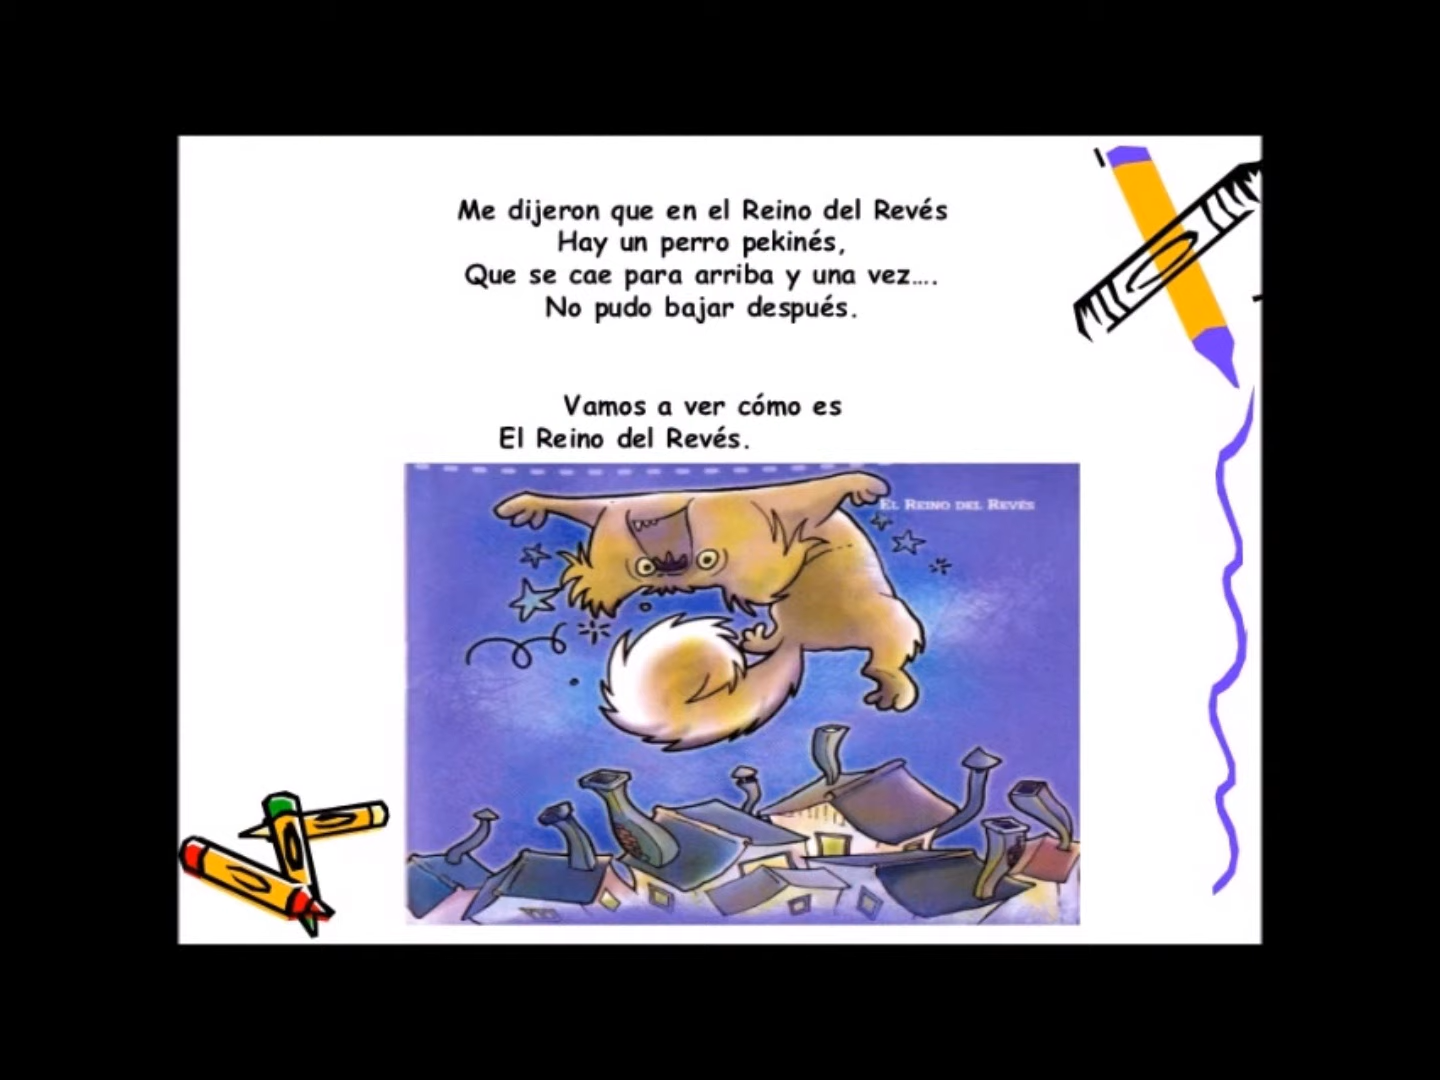 Me dijeron que en el Reino del Revés
Hay un perro pekinés,
Que se cae para arriba y una vez....
No pudo bajar después.
Vamos a ver cómo es
El Reino del Revés.
EL REINO DEL REVÉS